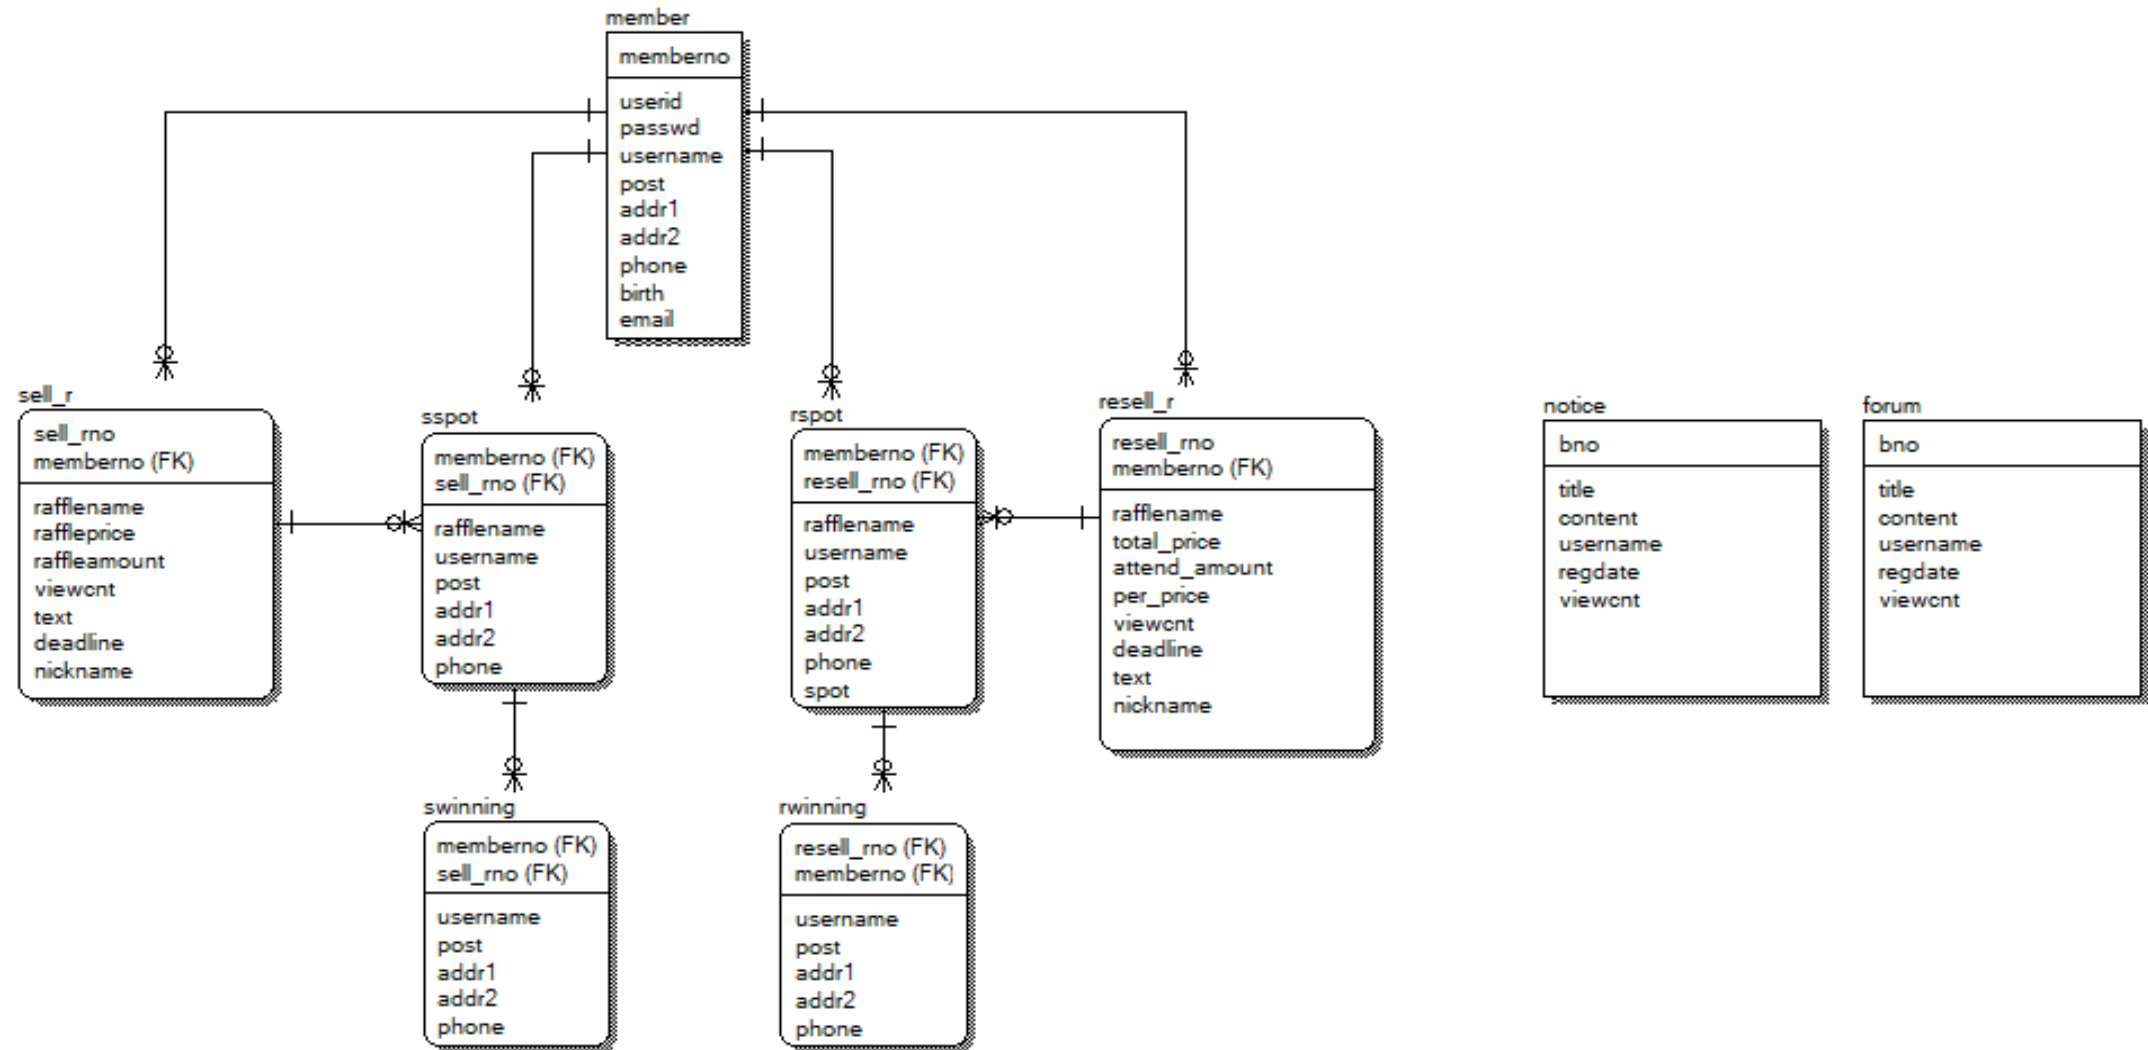 member
memberno
userid
passwd
username
post
addr1
addr2
phone
birth
email
sell_r
sell_rno
memberno (FK)
rafflename
raffleprice
raffleamount
viewcnt
text
deadline
nickname
sspot
memberno (FK)
sell_rno (FK)
rafflename
username
post
addr1
addr2
phone
rspot
memberno (FK)
resell_rno (FK)
rafflename
username
post
addr1
addr2
phone
spot
resell_r
resell_rno
memberno (FK)
rafflename
total_price
attend_amount
per_price
viewcnt
deadline
text
nickname
notice
bno
title
content
username
regdate
viewcnt
forum
bno
title
content
username
regdate
viewcnt
swinning
memberno (FK)
sell_rno (FK)
username
post
addr1
addr2
phone
rwinning
resell_rno (FK)
memberno (FK)
username
post
addr1
addr2
phone